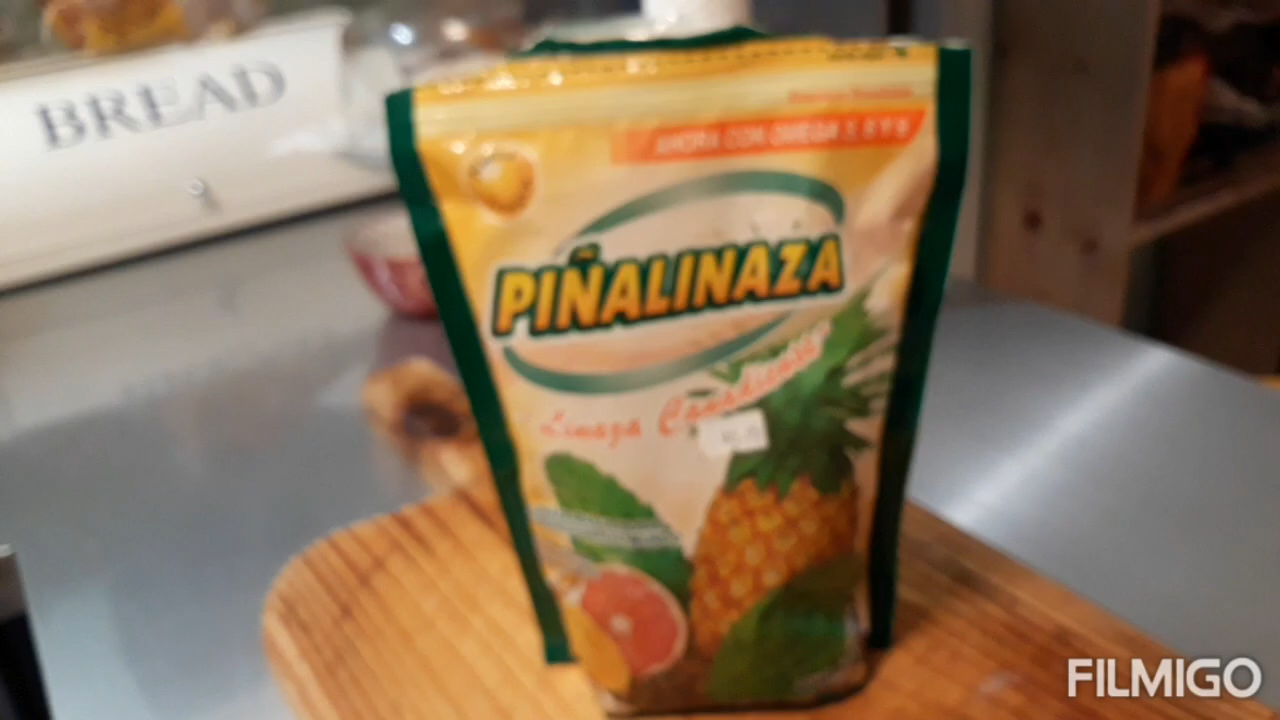 BREAD
AHORA CON OMEGA 3, 6 Y 9
PIÑALINAZA
Linaza Canadiense
FILMIGO